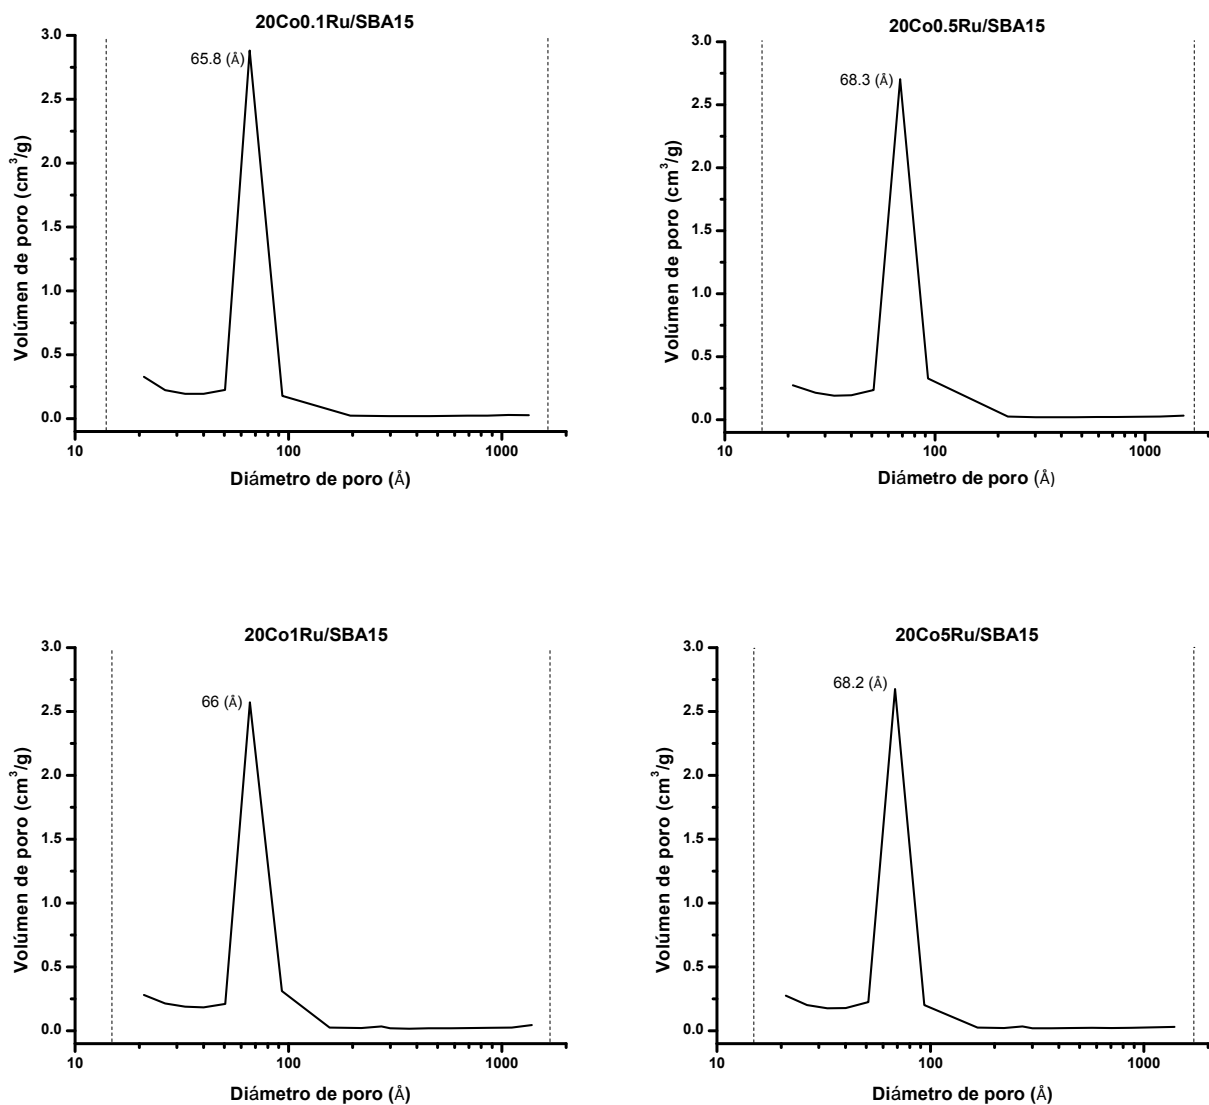 20Co0.1Ru/SBA15
3.0
65.8 (Å)
2.5
2.0
1.5
1.0
0.5
0.0
Volúmen de poro (cm³/g)
10
100
1000
Diámetro de poro (Å)
20Co0.5Ru/SBA15
3.0
68.3 (Å)
2.5
2.0
1.5
1.0
0.5
0.0
Volúmen de poro (cm³/g)
10
100
1000
Diámetro de poro (Å)
20Co1Ru/SBA15
3.0
66 (Å)
2.5
2.0
1.5
1.0
0.5
0.0
Volúmen de poro (cm³/g)
10
100
1000
Diámetro de poro (Å)
20Co5Ru/SBA15
3.0
68.2 (Å)
2.5
2.0
1.5
1.0
0.5
0.0
Volúmen de poro (cm³/g)
10
100
1000
Diámetro de poro (Å)